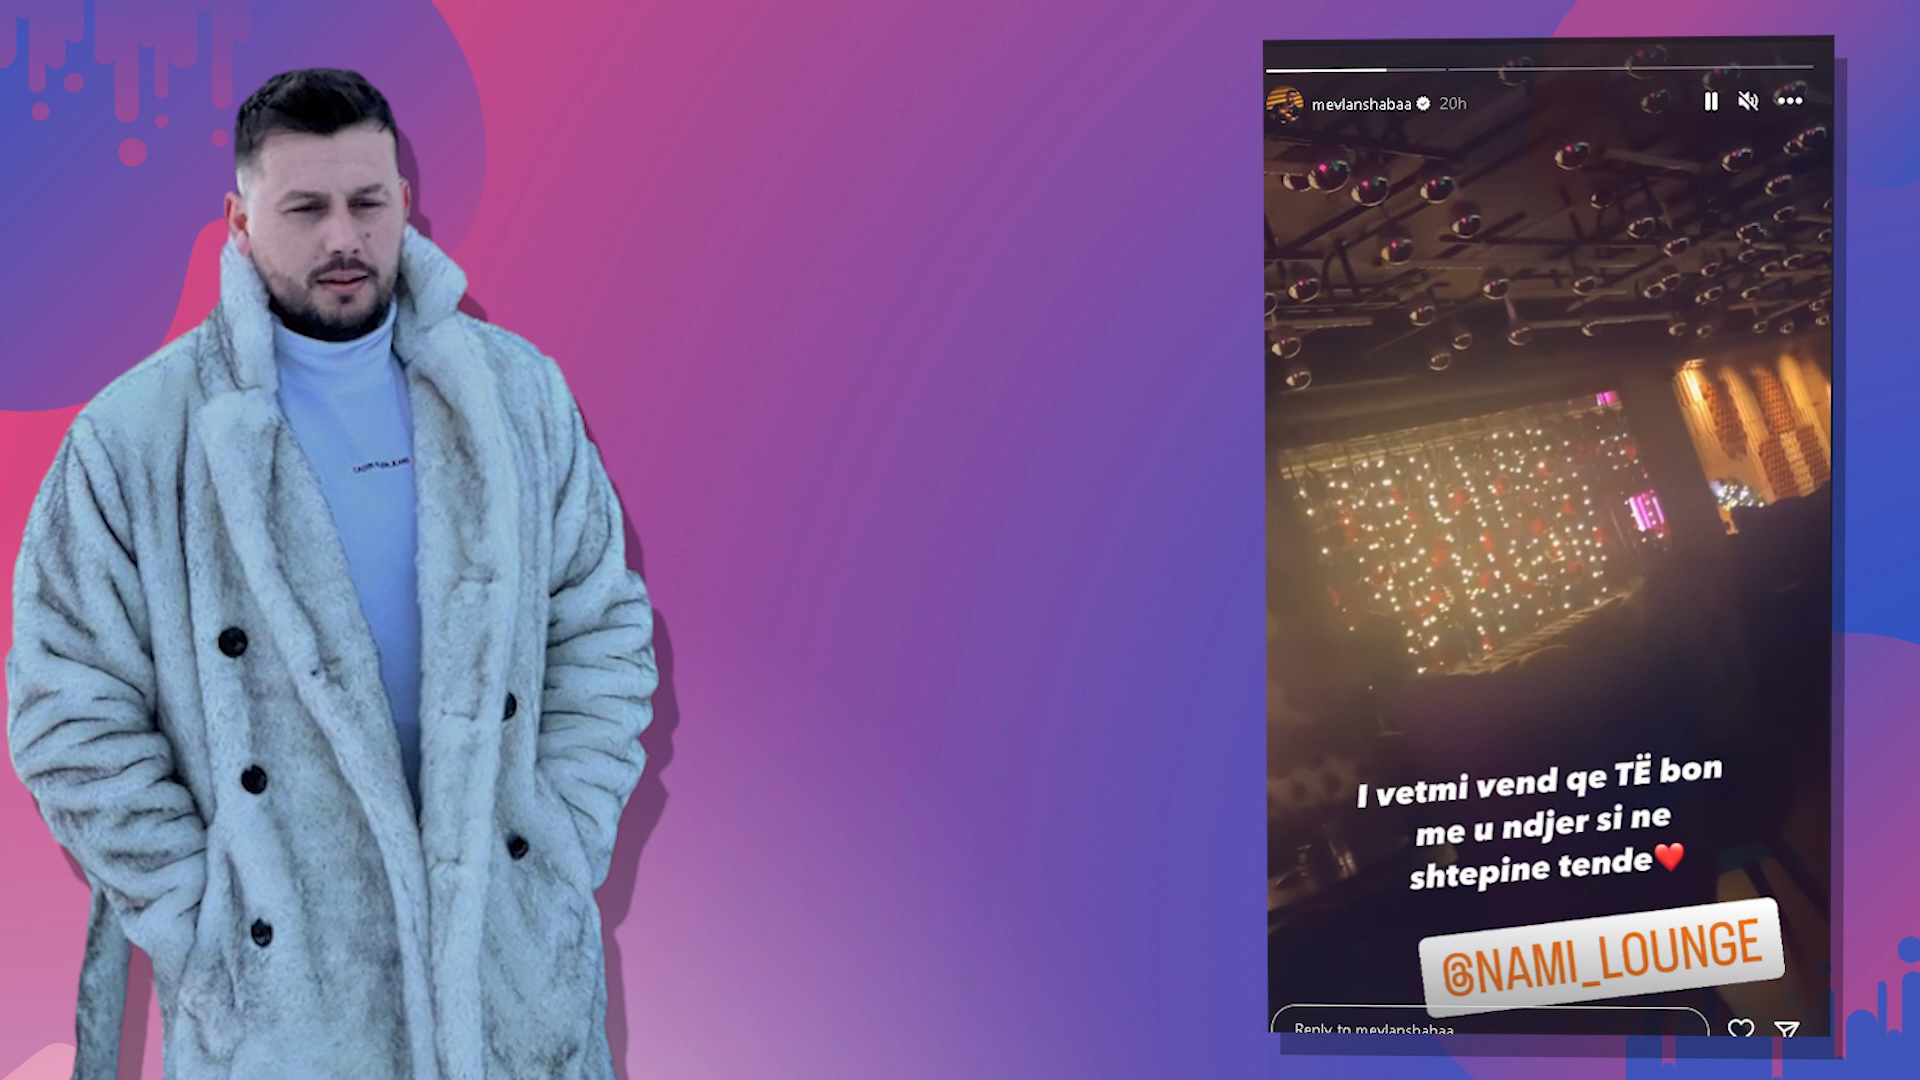 mevlanshabaa 20h
I vetmi vend qe TË bon
me u ndjer si ne
shtepine tende
@NAMI_LOUNGE
Reply to mevlanshabaa